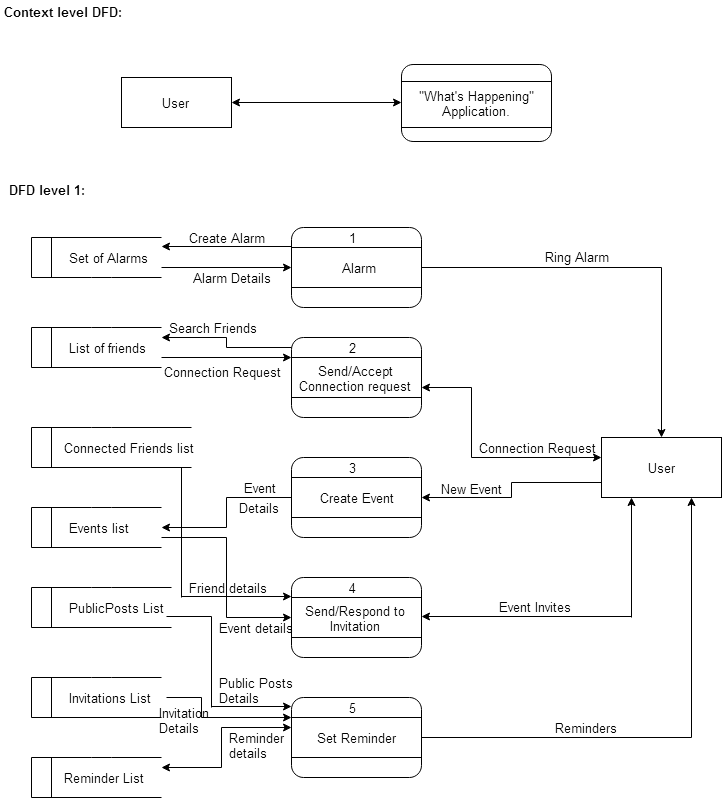 Context level DFD:
User
"What's Happening"
Application.
DFD level 1:
Set of Alarms
Create Alarm
Alarm Details
1
Alarm
Ring Alarm
List of friends
Search Friends
Connection Request
2
Send/Accept
Connection request
Connection Request
User
Connected Friends list
3
Create Event
Event
Details
New Event
Events list
Friend details
Event details
4
Send/Respond to
Invitation
Event Invites
PublicPosts List
Public Posts
Details
Invitations List
Invitation
Details
5
Set Reminder
Reminders
Reminder
details
Reminder List